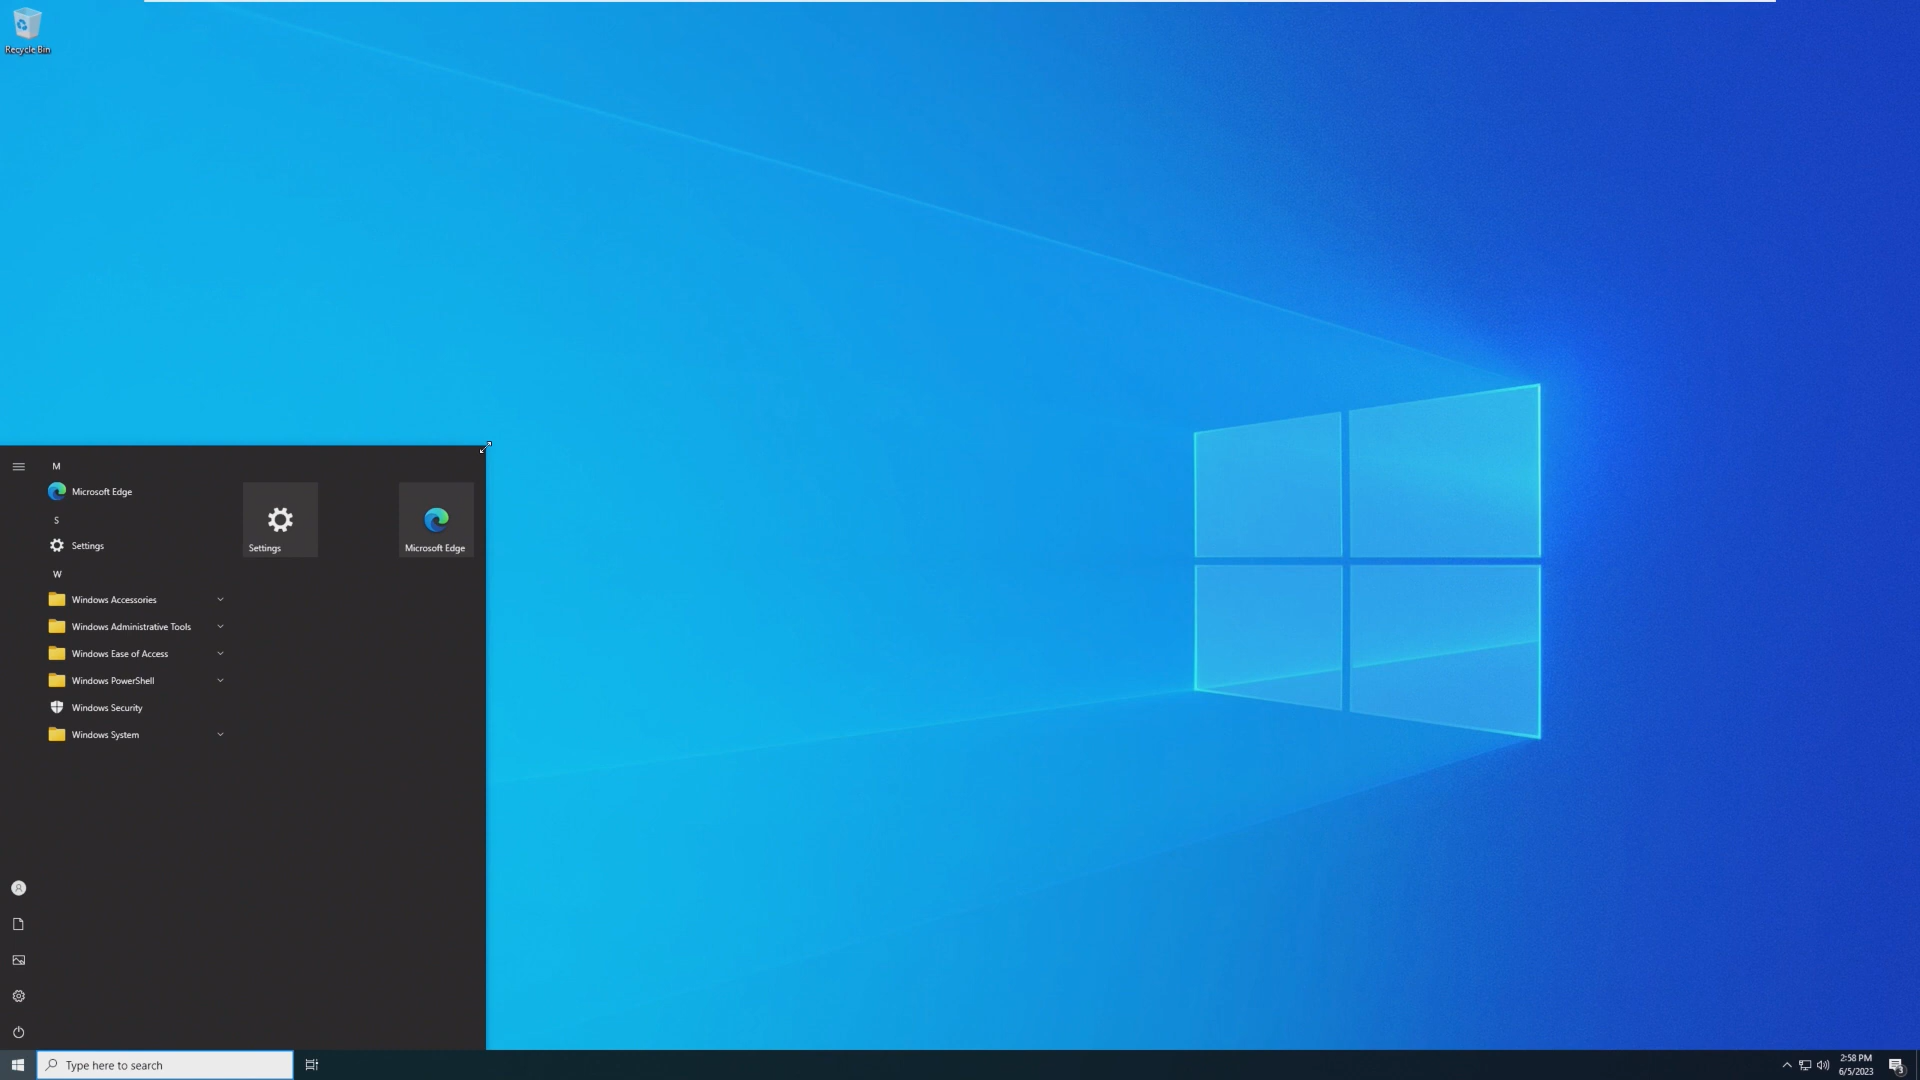 Recycle Bin
M
Microsoft Edge
S
Settings
W
Windows Accessories
Windows Administrative Tools
Windows Ease of Access
Windows PowerShell
Windows Security
Windows System
Settings
Microsoft Edge
Type here to search
2:58 PM
6/5/2023
3